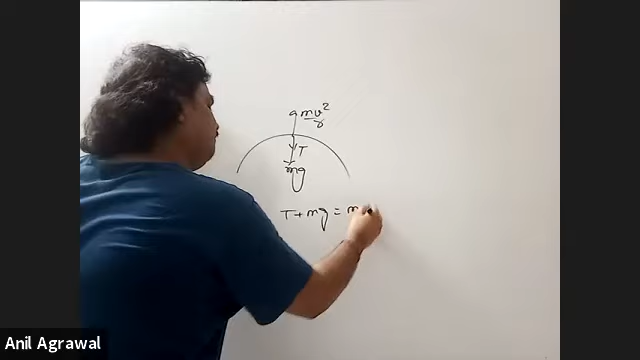 mv²/r
T
mg
T + mg = m
Anil Agrawal